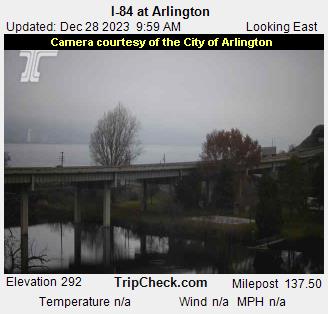 I-84 at Arlington
Updated: Dec 28 2023 9:59 AM Looking East
Camera courtesy of the City of Arlington
Elevation 292 TripCheck.com Milepost 137.50
Temperature n/a Wind n/a MPH n/a